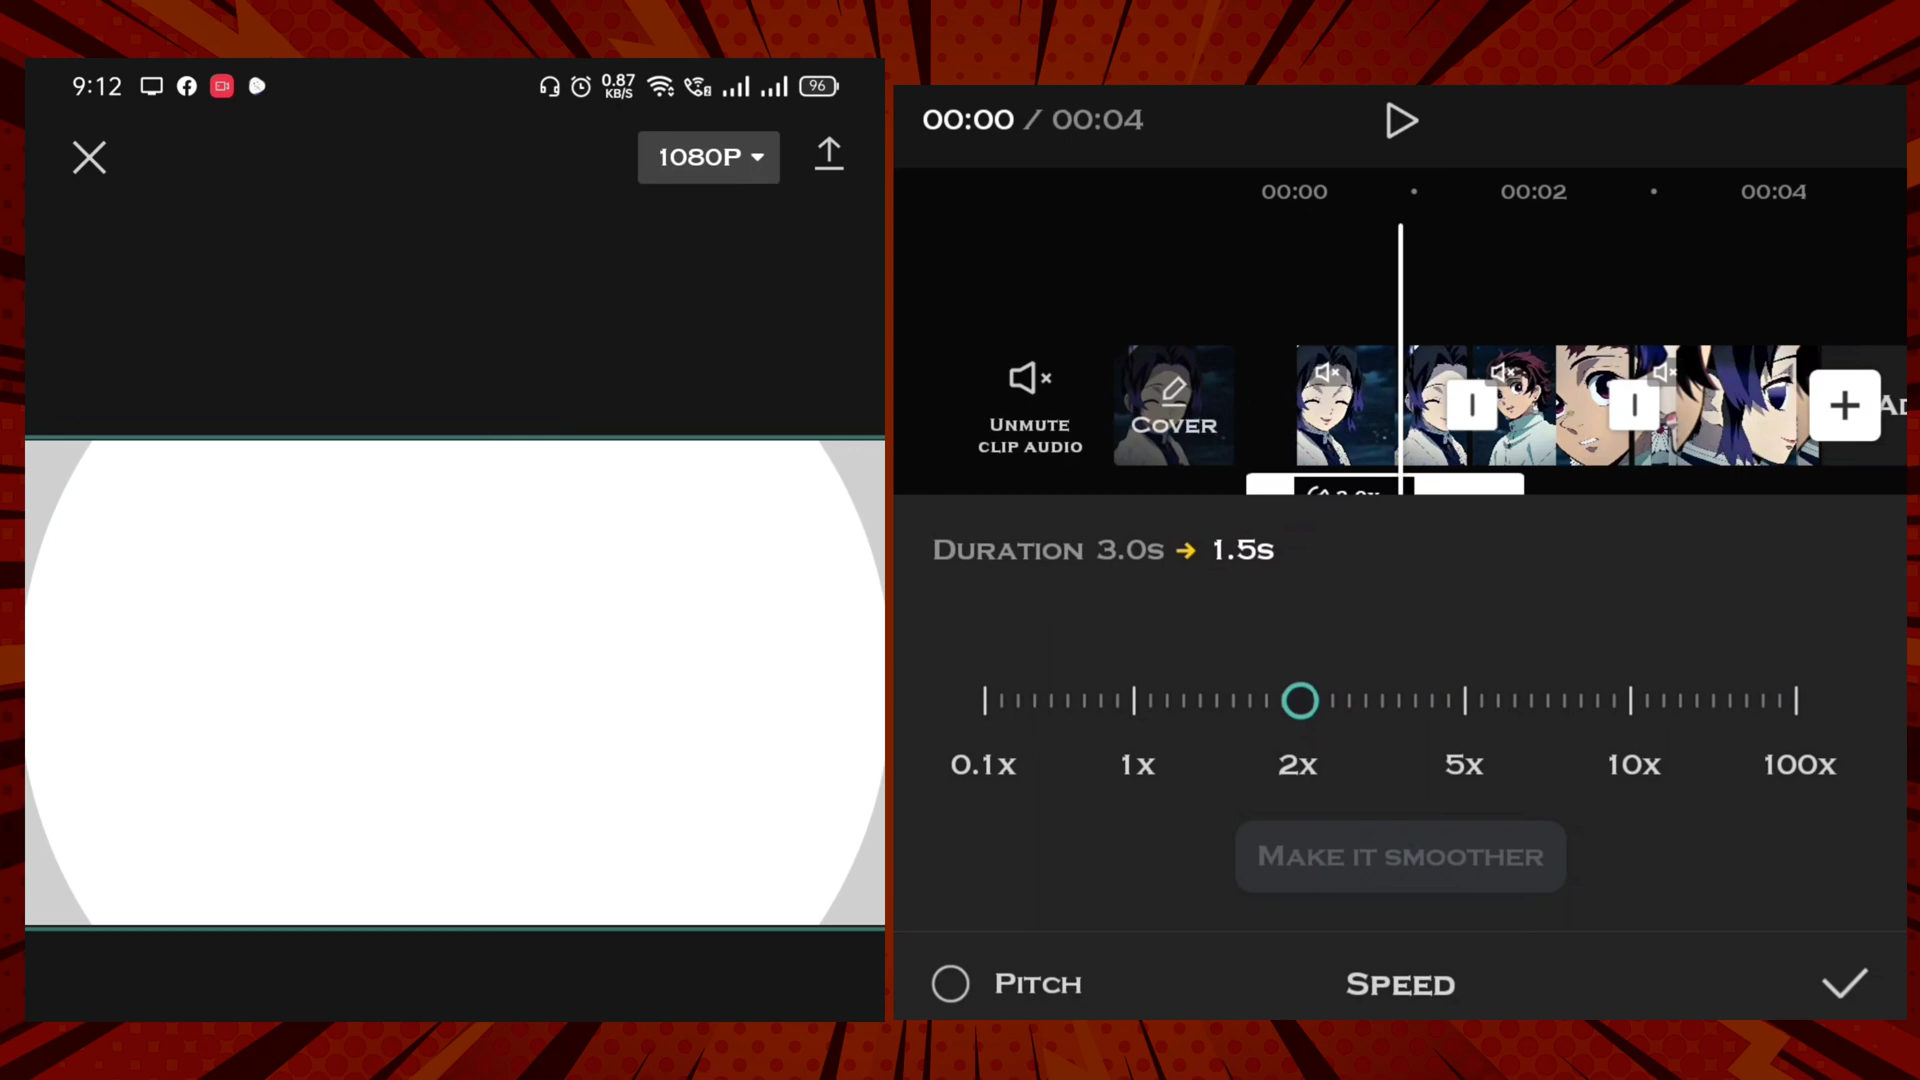 9:12
0.87
KB/S
96
1080P
00:00 / 00:04
00:00
00:02
00:04
UNMUTE
CLIP AUDIO
COVER
DURATION 3.0s → 1.5s
0.1x
1x
2x
5x
10x
100x
MAKE IT SMOOTHER
PITCH
SPEED